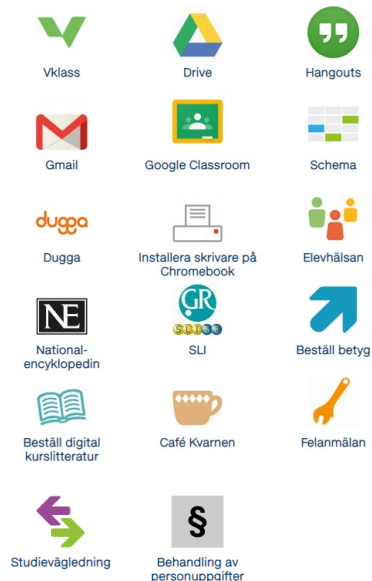 Vklass
Drive
Hangouts
Gmail
Google Classroom
Schema
dugga
Dugga
Installera skrivare på
Chromebook
Elevhälsan
NE
National-
encyklopedin
GR
SLI.SE
SLI
Beställ betyg
Beställ digital
kurslitteratur
Café Kvarnen
Felanmälan
Studievägledning
§
Behandling av
personuppgifter